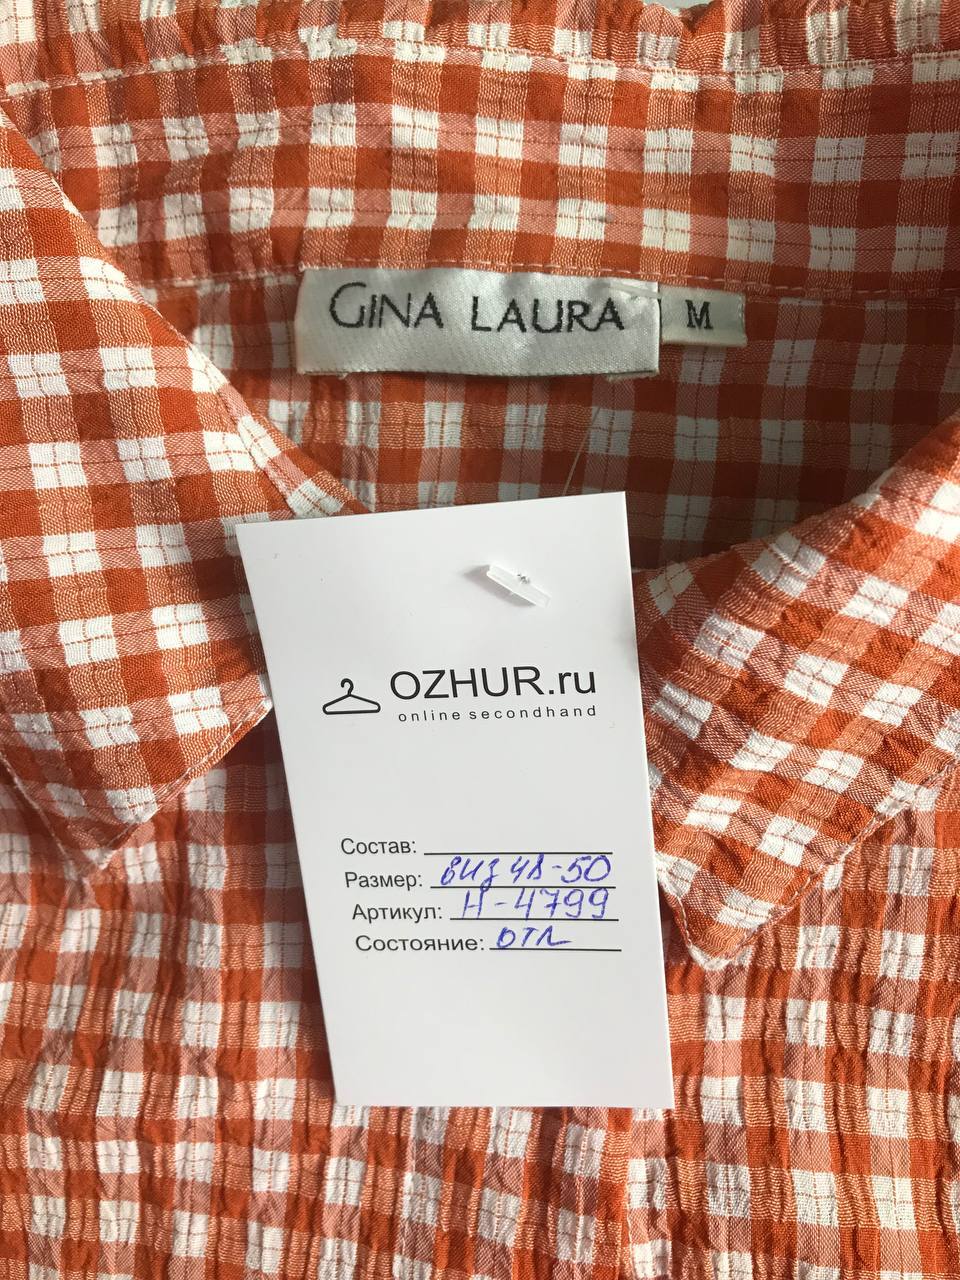 GINA LAURA
M
OZHUR.ru
online secondhand
Состав:
Размер: виз 48-50
Артикул: Н-4799
Состояние: отл